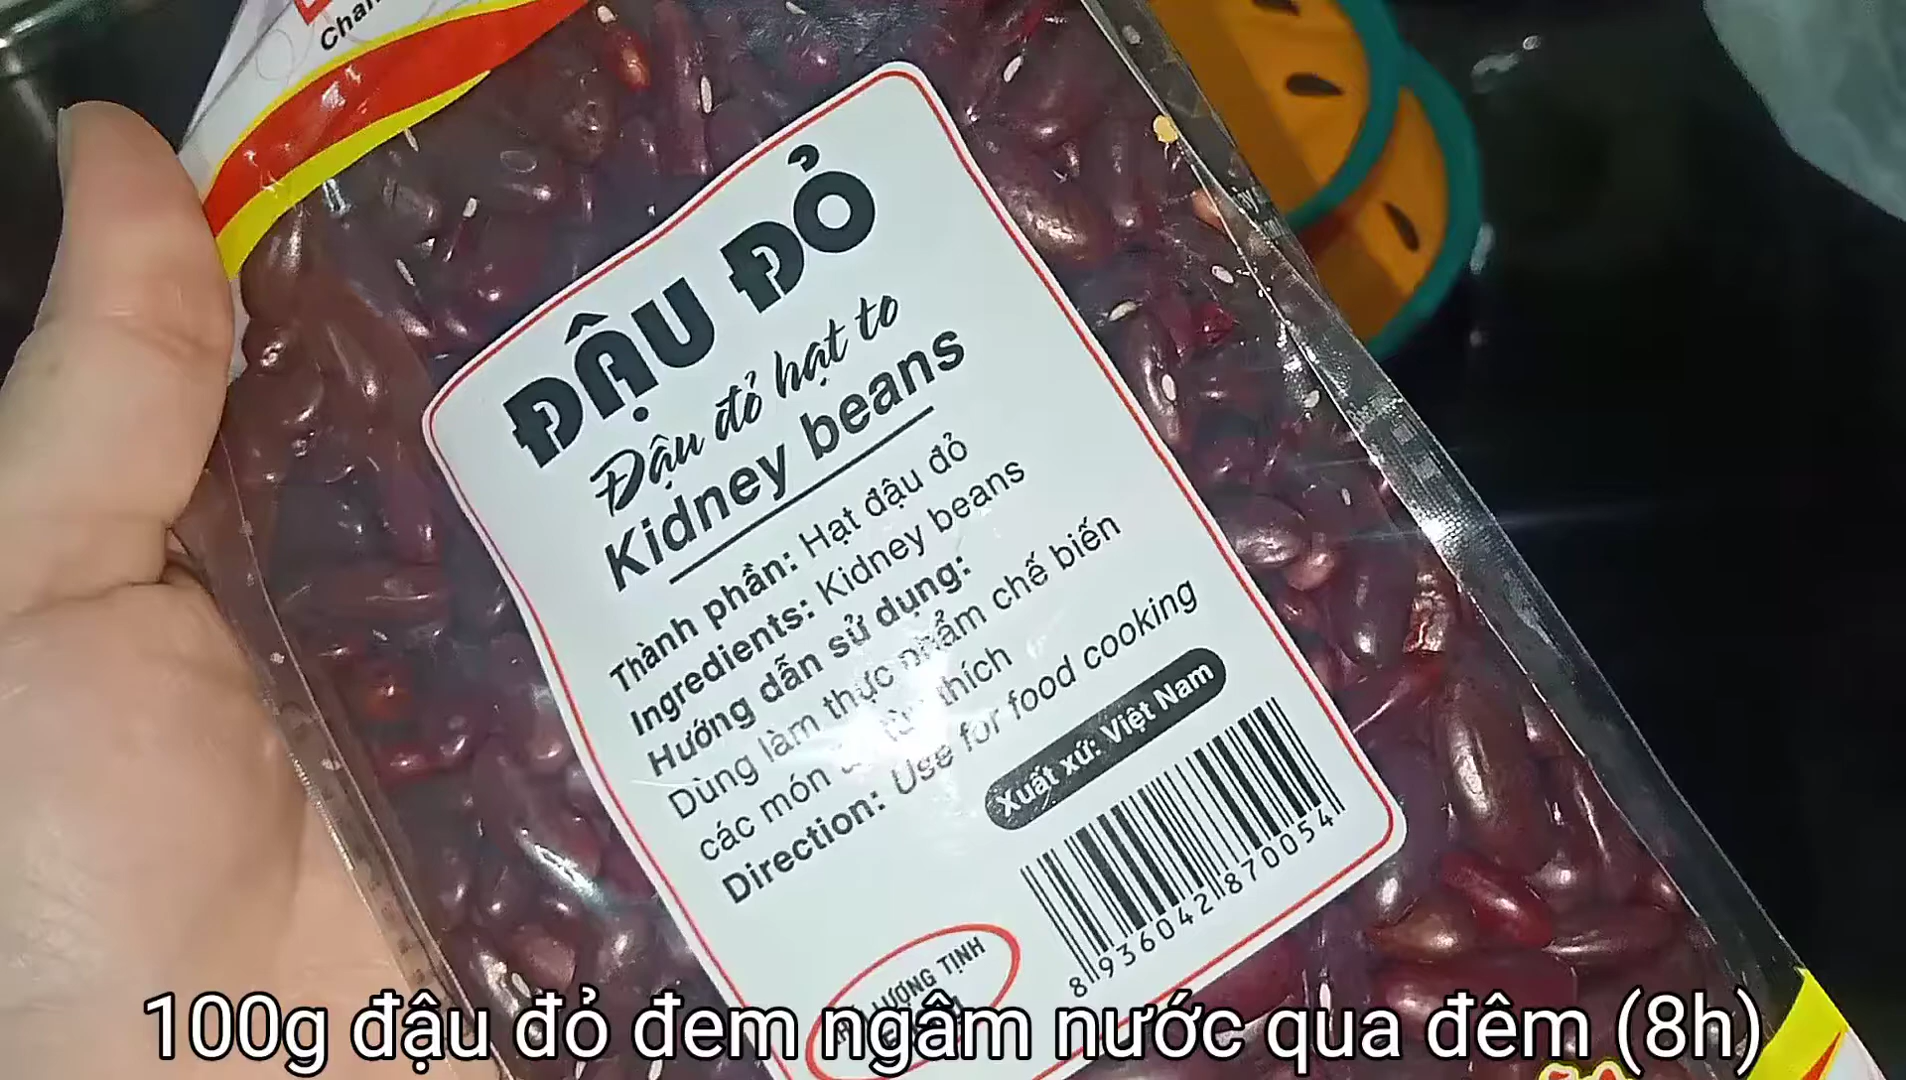 ĐẬU ĐỎ
Đậu đỏ hạt to
Kidney beans
Thành phần: Hạt đậu đỏ
Ingredients: Kidney beans
Hướng dẫn sử dụng:
Dùng làm thực phẩm chế biến
các món thích
Direction: Use for food cooking
Xuất xứ: Việt Nam
8936042870054
LƯỢNG TỊNH
100g đậu đỏ đem ngâm nước qua đêm (8h)